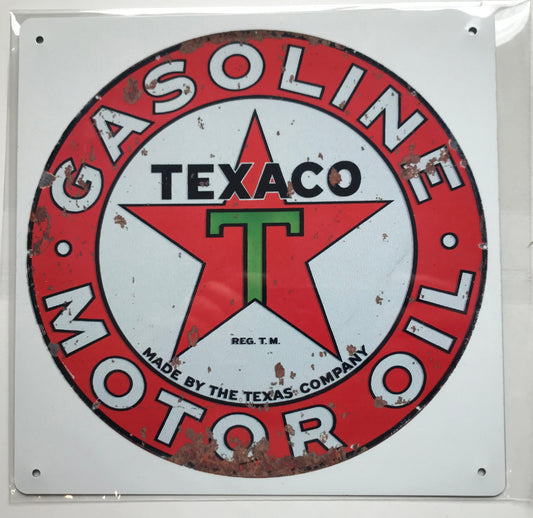 GASOLINE
TEXACO
T
REG. T. M.
MADE BY THE TEXAS COMPANY
• MOTOR OIL •